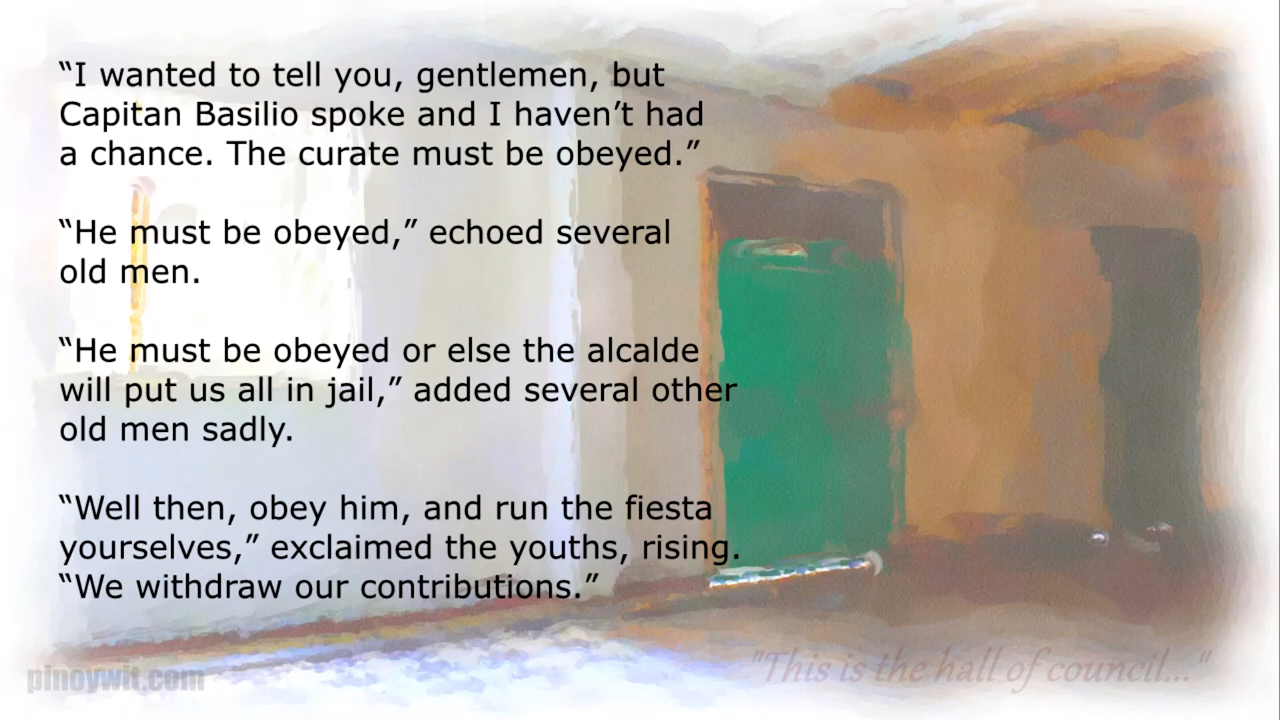 “I wanted to tell you, gentlemen, but
Capitan Basilio spoke and I haven’t had
a chance. The curate must be obeyed.”
“He must be obeyed,” echoed several
old men.
“He must be obeyed or else the alcalde
will put us all in jail,” added several other
old men sadly.
“Well then, obey him, and run the fiesta
yourselves,” exclaimed the youths, rising.
“We withdraw our contributions.”
pinoywit.com
"This is the hall of council..."